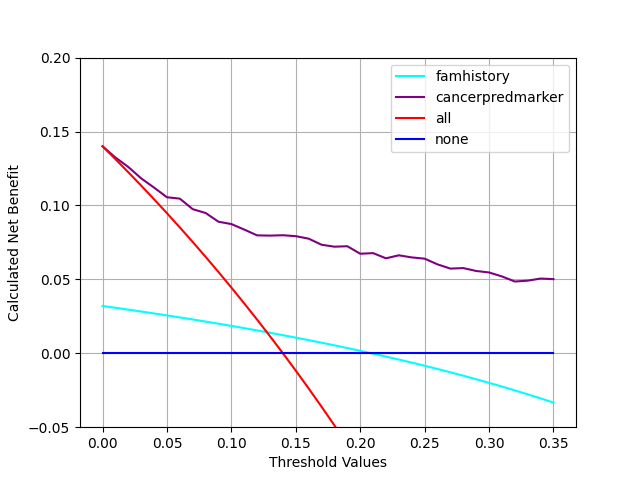 0.20
0.15
0.10
0.05
0.00
−0.05
Calculated Net Benefit
famhistory
cancerpredmarker
all
none
0.00 0.05 0.10 0.15 0.20 0.25 0.30 0.35
Threshold Values